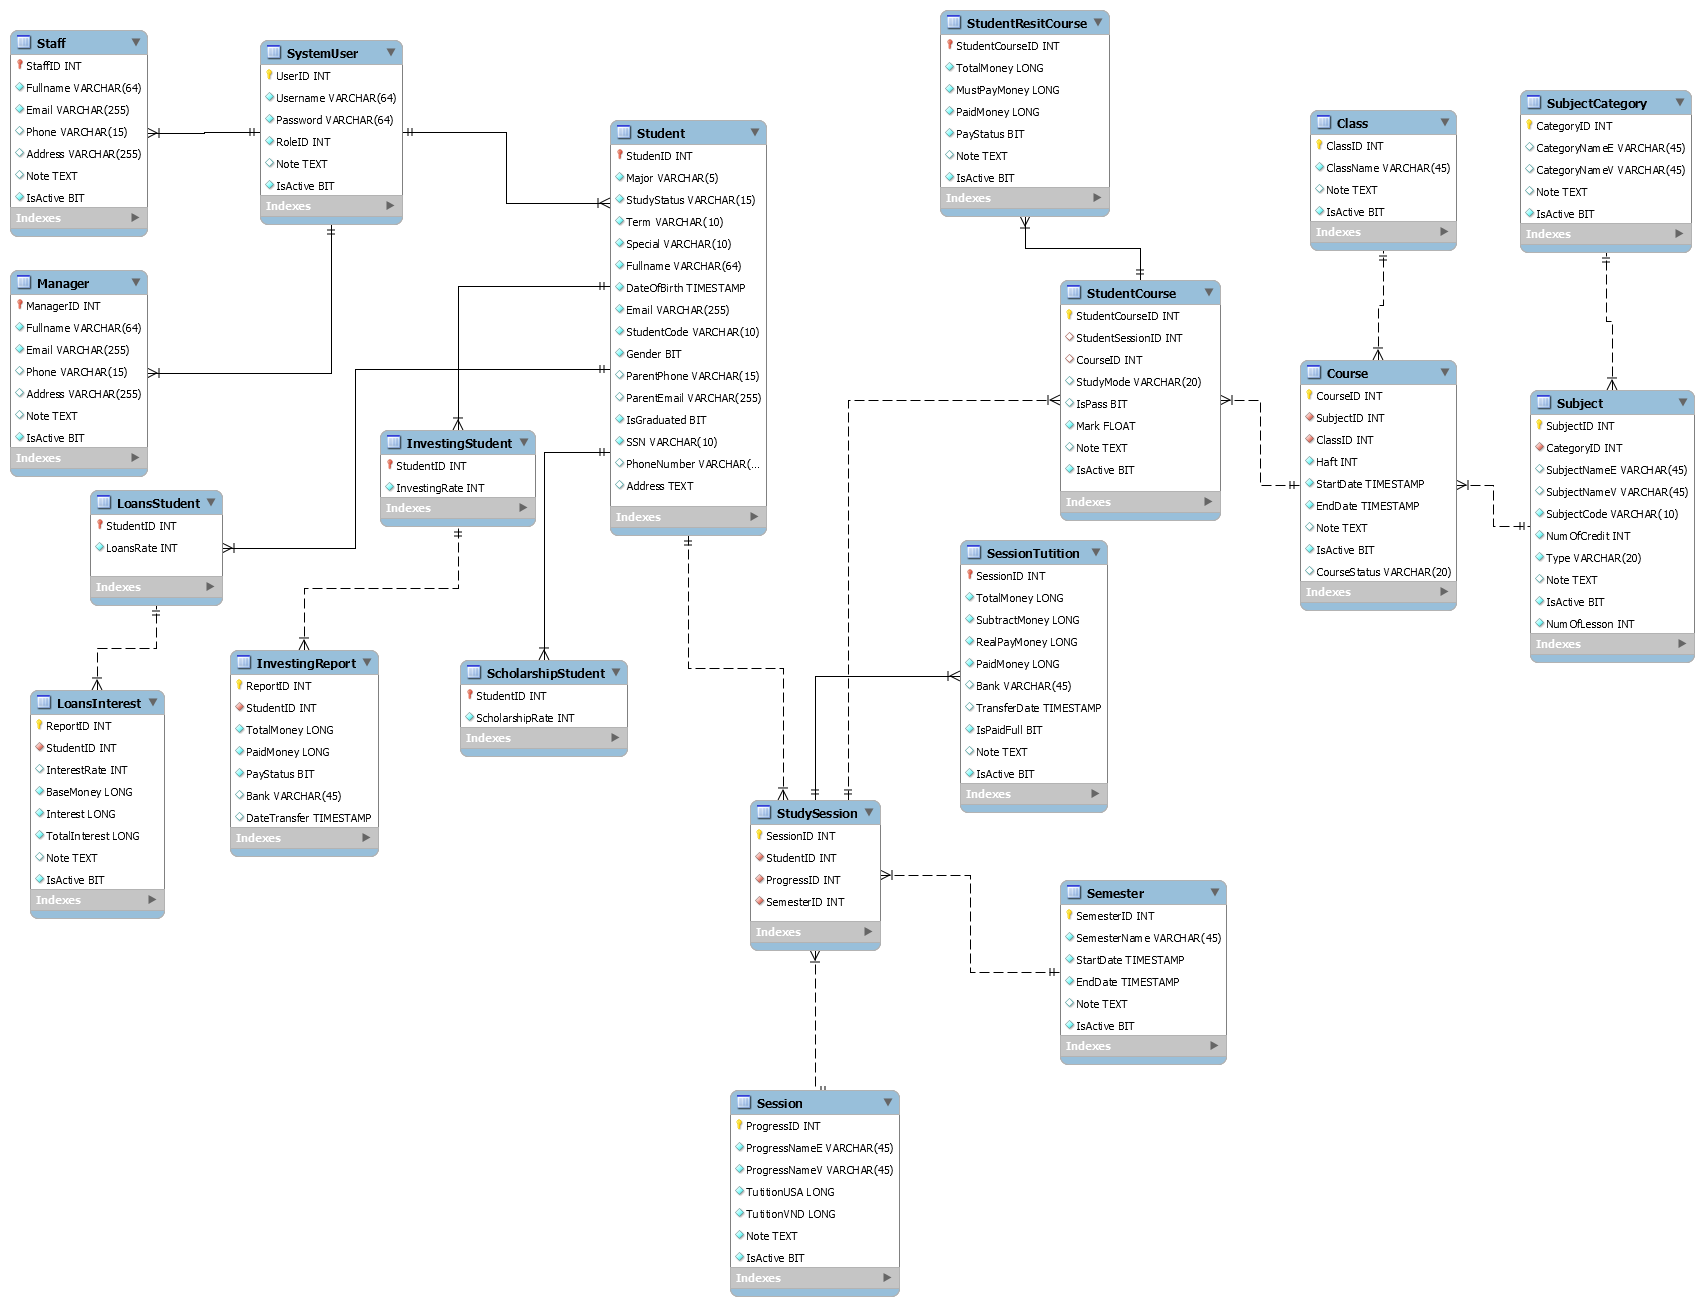 Staff
StaffID INT
Fullname VARCHAR(64)
Email VARCHAR(255)
Phone VARCHAR(15)
Address VARCHAR(255)
Note TEXT
IsActive BIT
Indexes
SystemUser
UserID INT
Username VARCHAR(64)
Password VARCHAR(64)
RoleID INT
Note TEXT
IsActive BIT
Indexes
Manager
ManagerID INT
Fullname VARCHAR(64)
Email VARCHAR(255)
Phone VARCHAR(15)
Address VARCHAR(255)
Note TEXT
IsActive BIT
Indexes
Student
StudenID INT
Major VARCHAR(5)
StudyStatus VARCHAR(15)
Term VARCHAR(10)
Special VARCHAR(10)
Fullname VARCHAR(64)
DateOfBirth TIMESTAMP
Email VARCHAR(255)
StudentCode VARCHAR(10)
Gender BIT
ParentPhone VARCHAR(15)
ParentEmail VARCHAR(255)
IsGraduated BIT
SSN VARCHAR(10)
PhoneNumber VARCHAR(...
Address TEXT
Indexes
InvestingStudent
StudentID INT
InvestingRate INT
Indexes
LoansStudent
StudentID INT
LoansRate INT
Indexes
LoansInterest
ReportID INT
StudentID INT
InterestRate INT
BaseMoney LONG
Interest LONG
TotalInterest LONG
Note TEXT
IsActive BIT
Indexes
InvestingReport
ReportID INT
StudentID INT
TotalMoney LONG
PaidMoney LONG
PayStatus BIT
Bank VARCHAR(45)
DateTransfer TIMESTAMP
Indexes
ScholarshipStudent
StudentID INT
ScholarshipRate INT
Indexes
StudentResitCourse
StudentCourseID INT
TotalMoney LONG
MustPayMoney LONG
PaidMoney LONG
PayStatus BIT
Note TEXT
IsActive BIT
Indexes
StudentCourse
StudentCourseID INT
StudentSessionID INT
CourseID INT
StudyMode VARCHAR(20)
IsPass BIT
Mark FLOAT
Note TEXT
IsActive BIT
Indexes
Class
ClassID INT
ClassName VARCHAR(45)
Note TEXT
IsActive BIT
Indexes
SubjectCategory
CategoryID INT
CategoryNameE VARCHAR(45)
CategoryNameV VARCHAR(45)
Note TEXT
IsActive BIT
Indexes
Course
CourseID INT
SubjectID INT
ClassID INT
Haft INT
StartDate TIMESTAMP
EndDate TIMESTAMP
Note TEXT
IsActive BIT
CourseStatus VARCHAR(20)
Indexes
Subject
SubjectID INT
CategoryID INT
SubjectNameE VARCHAR(45)
SubjectNameV VARCHAR(45)
SubjectCode VARCHAR(10)
NumOfCredit INT
Type VARCHAR(20)
Note TEXT
IsActive BIT
NumOfLesson INT
Indexes
SessionTutition
SessionID INT
TotalMoney LONG
SubtractMoney LONG
RealPayMoney LONG
PaidMoney LONG
Bank VARCHAR(45)
TransferDate TIMESTAMP
IsPaidFull BIT
Note TEXT
IsActive BIT
Indexes
StudySession
SessionID INT
StudentID INT
ProgressID INT
SemesterID INT
Indexes
Semester
SemesterID INT
SemesterName VARCHAR(45)
StartDate TIMESTAMP
EndDate TIMESTAMP
Note TEXT
IsActive BIT
Indexes
Session
ProgressID INT
ProgressNameE VARCHAR(45)
ProgressNameV VARCHAR(45)
TutitionUSA LONG
TutitionVND LONG
Note TEXT
IsActive BIT
Indexes